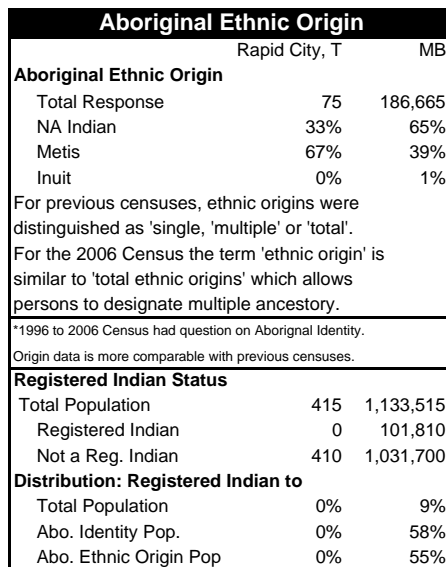 Aboriginal Ethnic Origin
Rapid City, T MB
Aboriginal Ethnic Origin
Total Response 75 186,665
NA Indian 33% 65%
Metis 67% 39%
Inuit 0% 1%
For previous censuses, ethnic origins were
distinguished as 'single, 'multiple' or 'total'.
For the 2006 Census the term 'ethnic origin' is
similar to 'total ethnic origins' which allows
persons to designate multiple ancestory.
*1996 to 2006 Census had question on Aborignal Identity.
Origin data is more comparable with previous censuses.
Registered Indian Status
Total Population 415 1,133,515
Registered Indian 0 101,810
Not a Reg. Indian 410 1,031,700
Distribution: Registered Indian to
Total Population 0% 9%
Abo. Identity Pop. 0% 58%
Abo. Ethnic Origin Pop 0% 55%